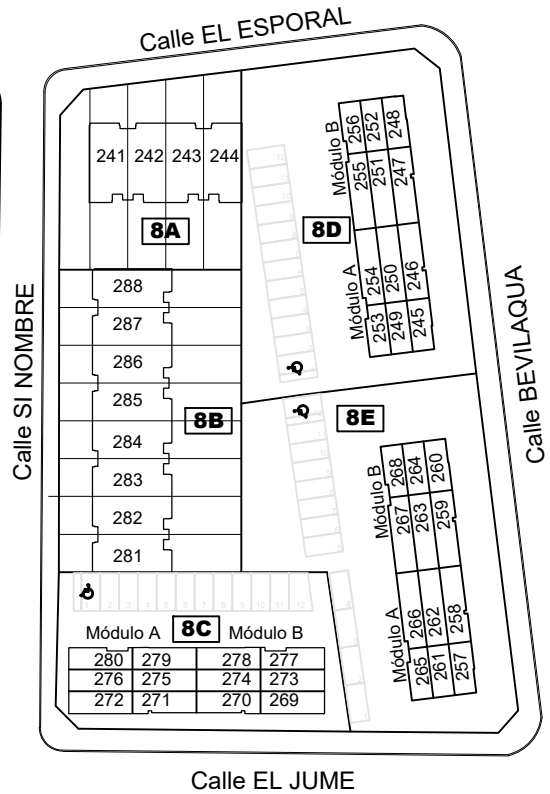 Calle EL ESPORAL
241 242 243 244
8A
288
287
286
285
284
283
282
281
8B
Calle SI NOMBRE
Módulo B
256 252 248
255 251 247
8D
Módulo A
254 250 246
253 249 245
Calle BEVILAQUA
8E
Módulo B
268 264 260
267 263 259
Módulo A
266 262 258
265 261 257
2 3 4 5 6 7 8 9 10 11 12
Módulo A 8C Módulo B
280 279 278 277
276 275 274 273
272 271 270 269
Calle EL JUME